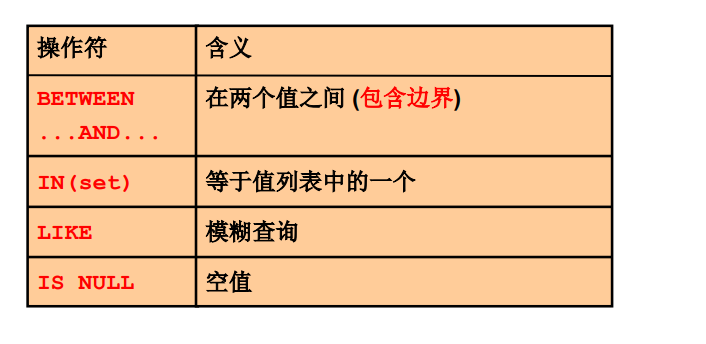 操作符 含义
BETWEEN 在两个值之间 (包含边界)
...AND...
IN(set) 等于值列表中的一个
LIKE 模糊查询
IS NULL 空值